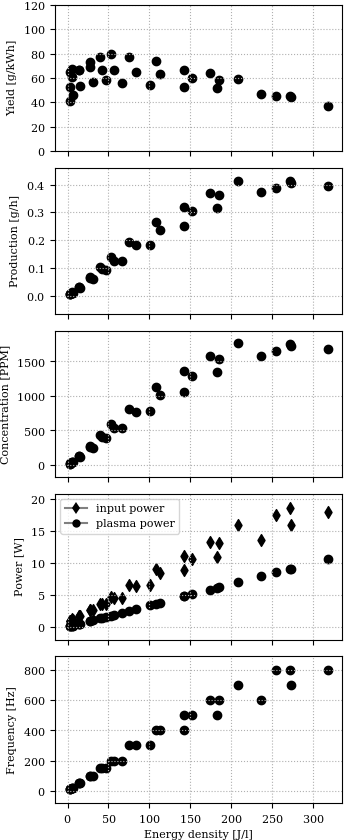 120
100
80
60
40
20
0
Yield [g/kWh]
0.4
0.3
0.2
0.1
0.0
Production [g/h]
1500
1000
500
0
Concentration [PPM]
20
15
10
5
0
Power [W]
input power
plasma power
800
600
400
200
0
Frequency [Hz]
0 50 100 150 200 250 300
Energy density [J/l]